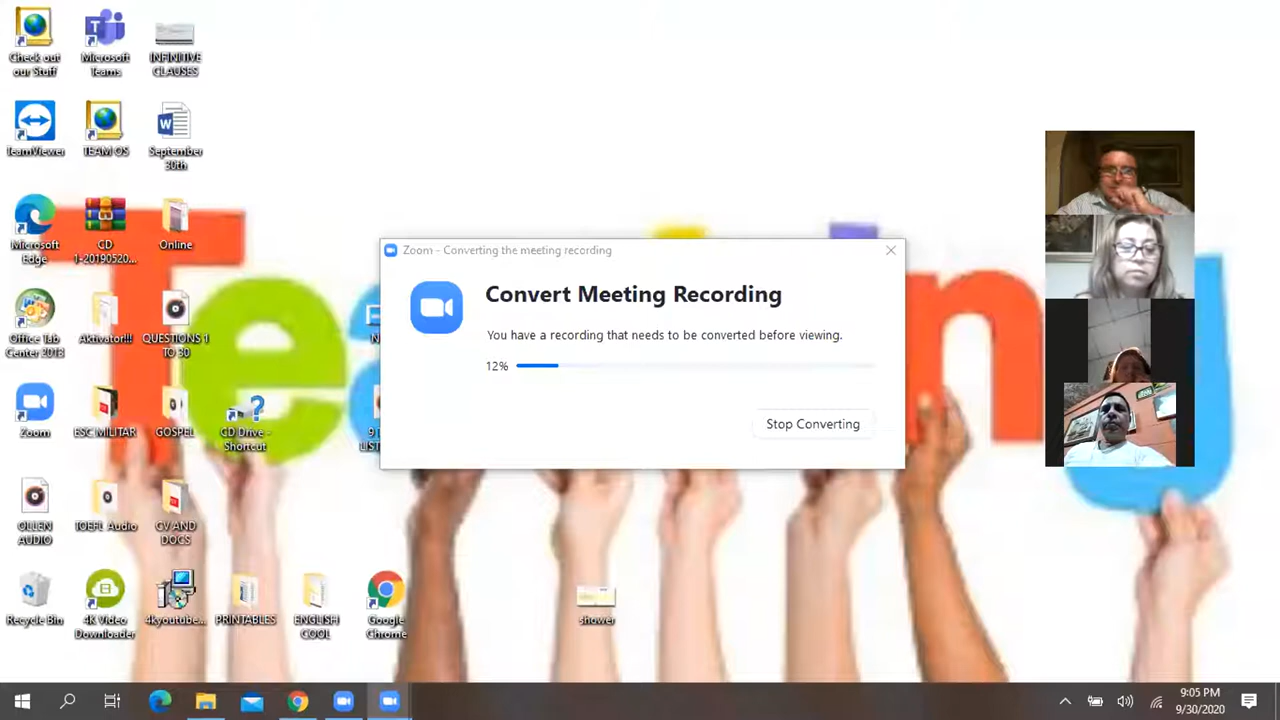 Check out
our Stuff
Microsoft
Teams
INFINITIVE
CLAUSES
TeamViewer
TEAM OS
September
30th
Microsoft
Edge
CD
1-20190520...
Online
Office Tab
Center 2013
Aktivator!!!
QUESTIONS 1
TO 30
Zoom
ESC MILITAR
GOSPEL
CD Drive -
Shortcut
OLLEN
AUDIO
TOEFL Audio
CV AND
DOCS
Recycle Bin
4K Video
Downloader
4kyoutube...
PRINTABLES
ENGLISH
COOL
Google
Chrome
shower
Zoom - Converting the meeting recording
Convert Meeting Recording
You have a recording that needs to be converted before viewing.
12%
Stop Converting
9:05 PM
9/30/2020